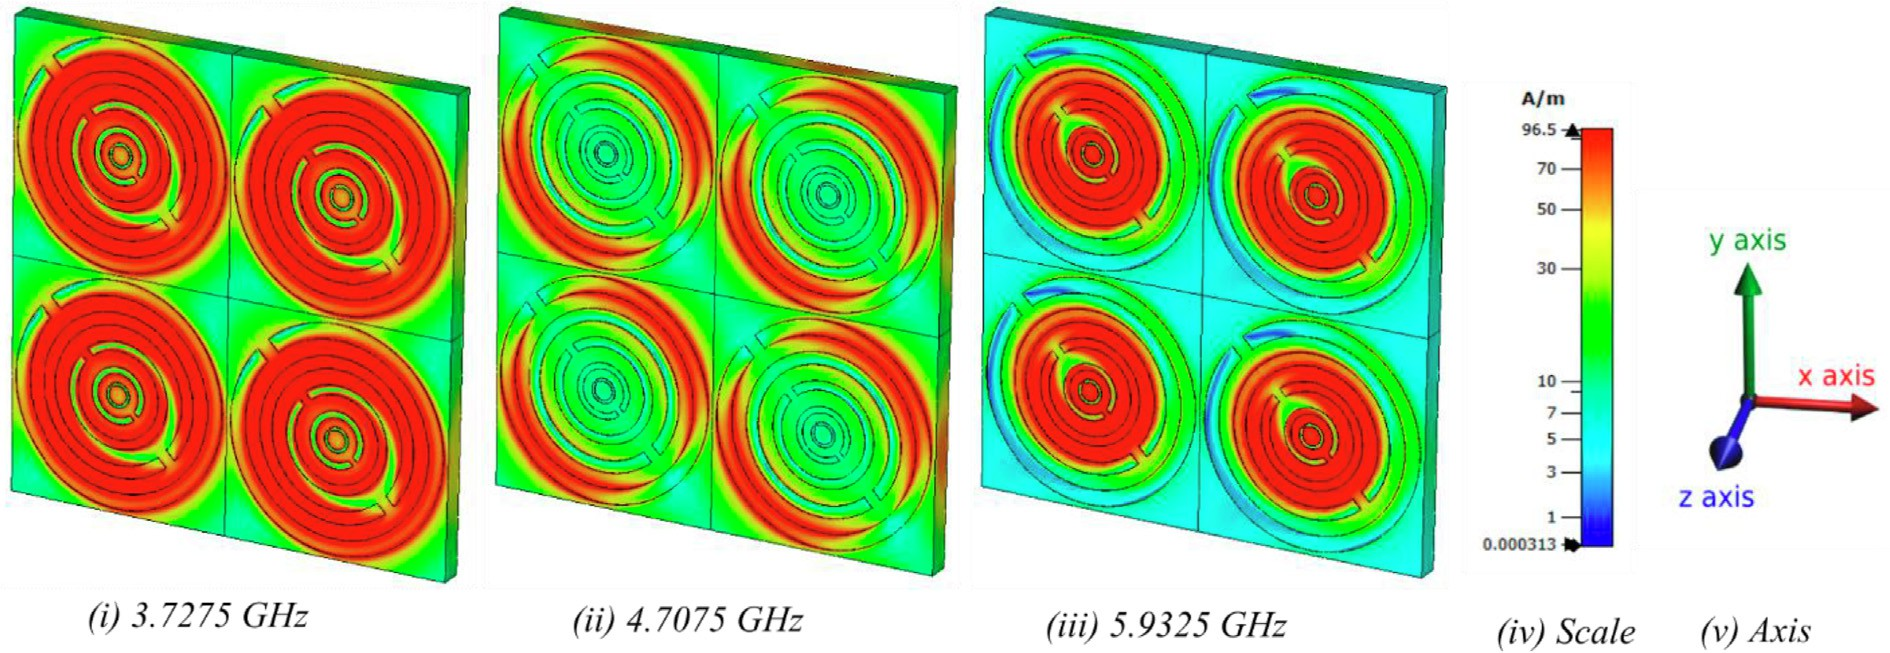 A/m
96.5
70
50
30
10
7
5
3
1
0.000313
y axis
x axis
z axis
(i) 3.7275 GHz
(ii) 4.7075 GHz
(iii) 5.9325 GHz
(iv) Scale
(v) Axis